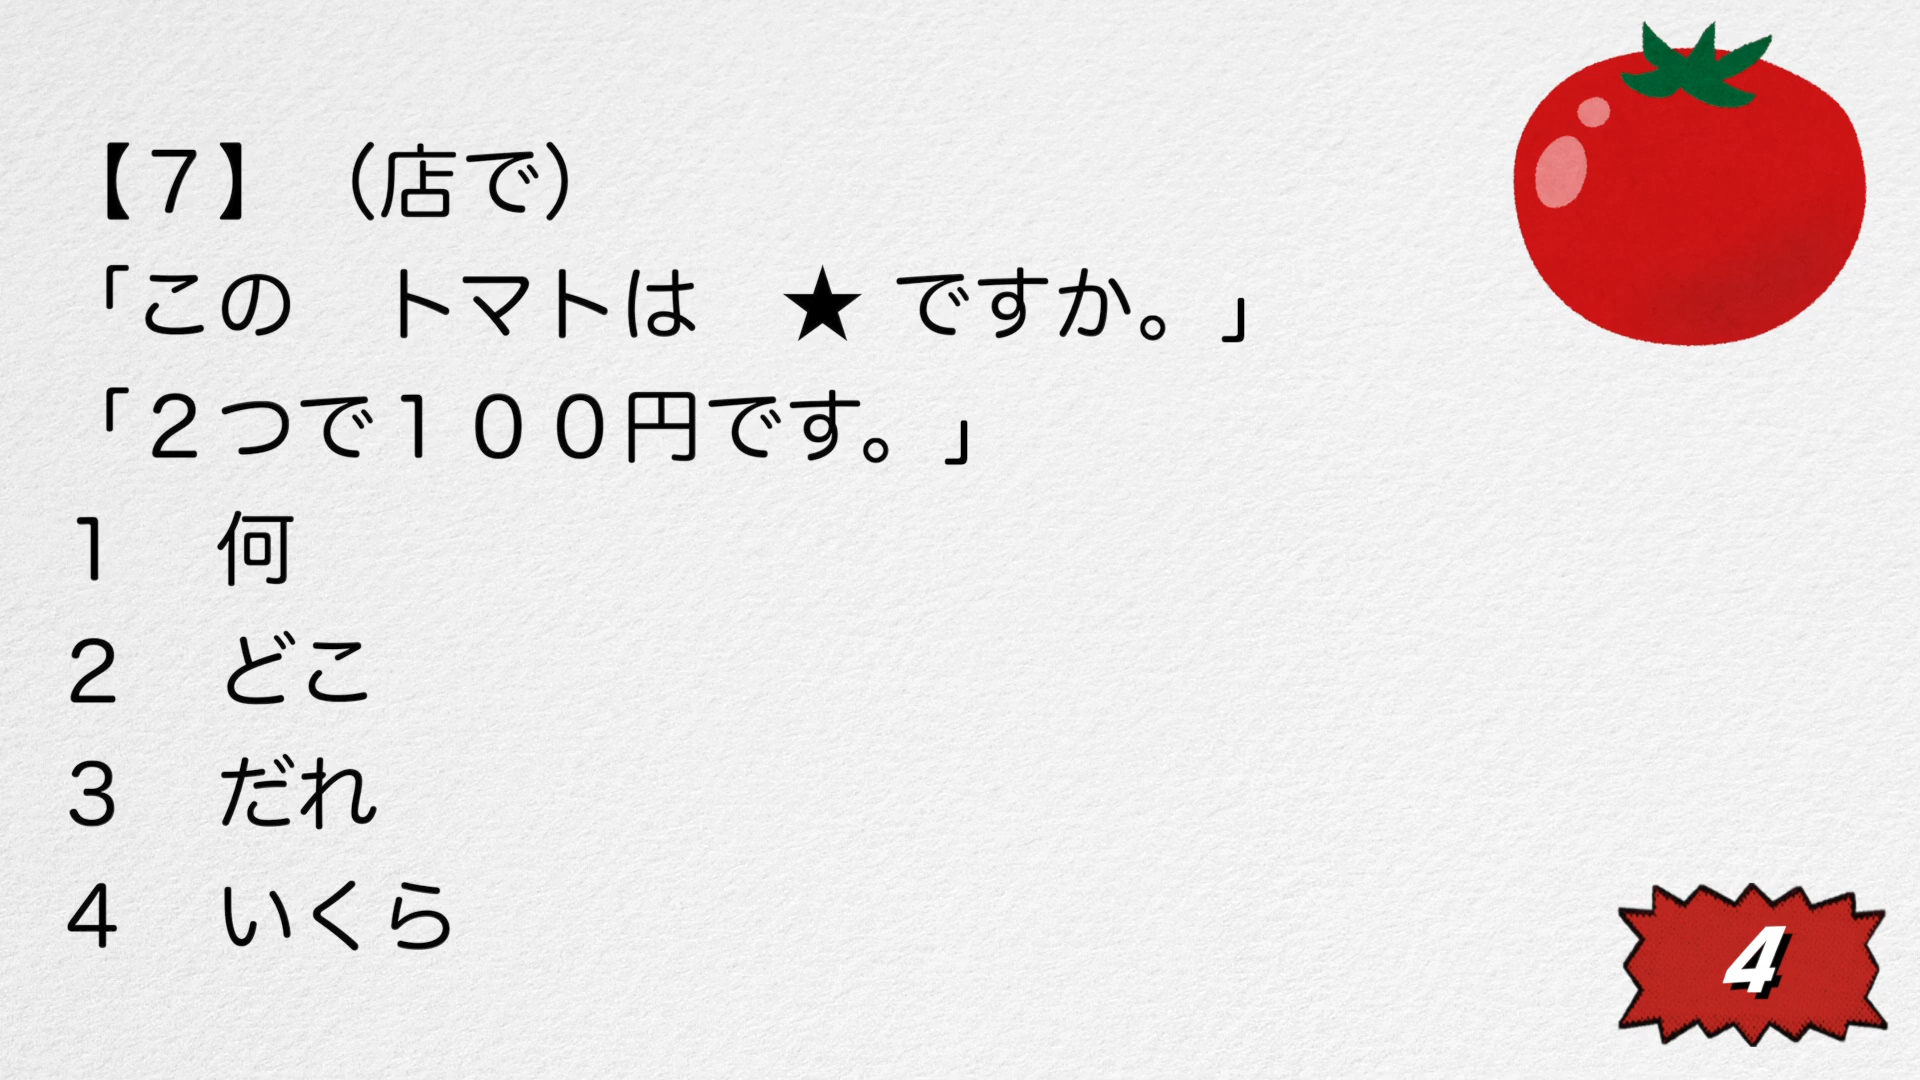 【７】　（店で）
「この　トマトは　★ ですか。」
「２つで１００円です。」
１　何
２　どこ
３　だれ
４　いくら
4